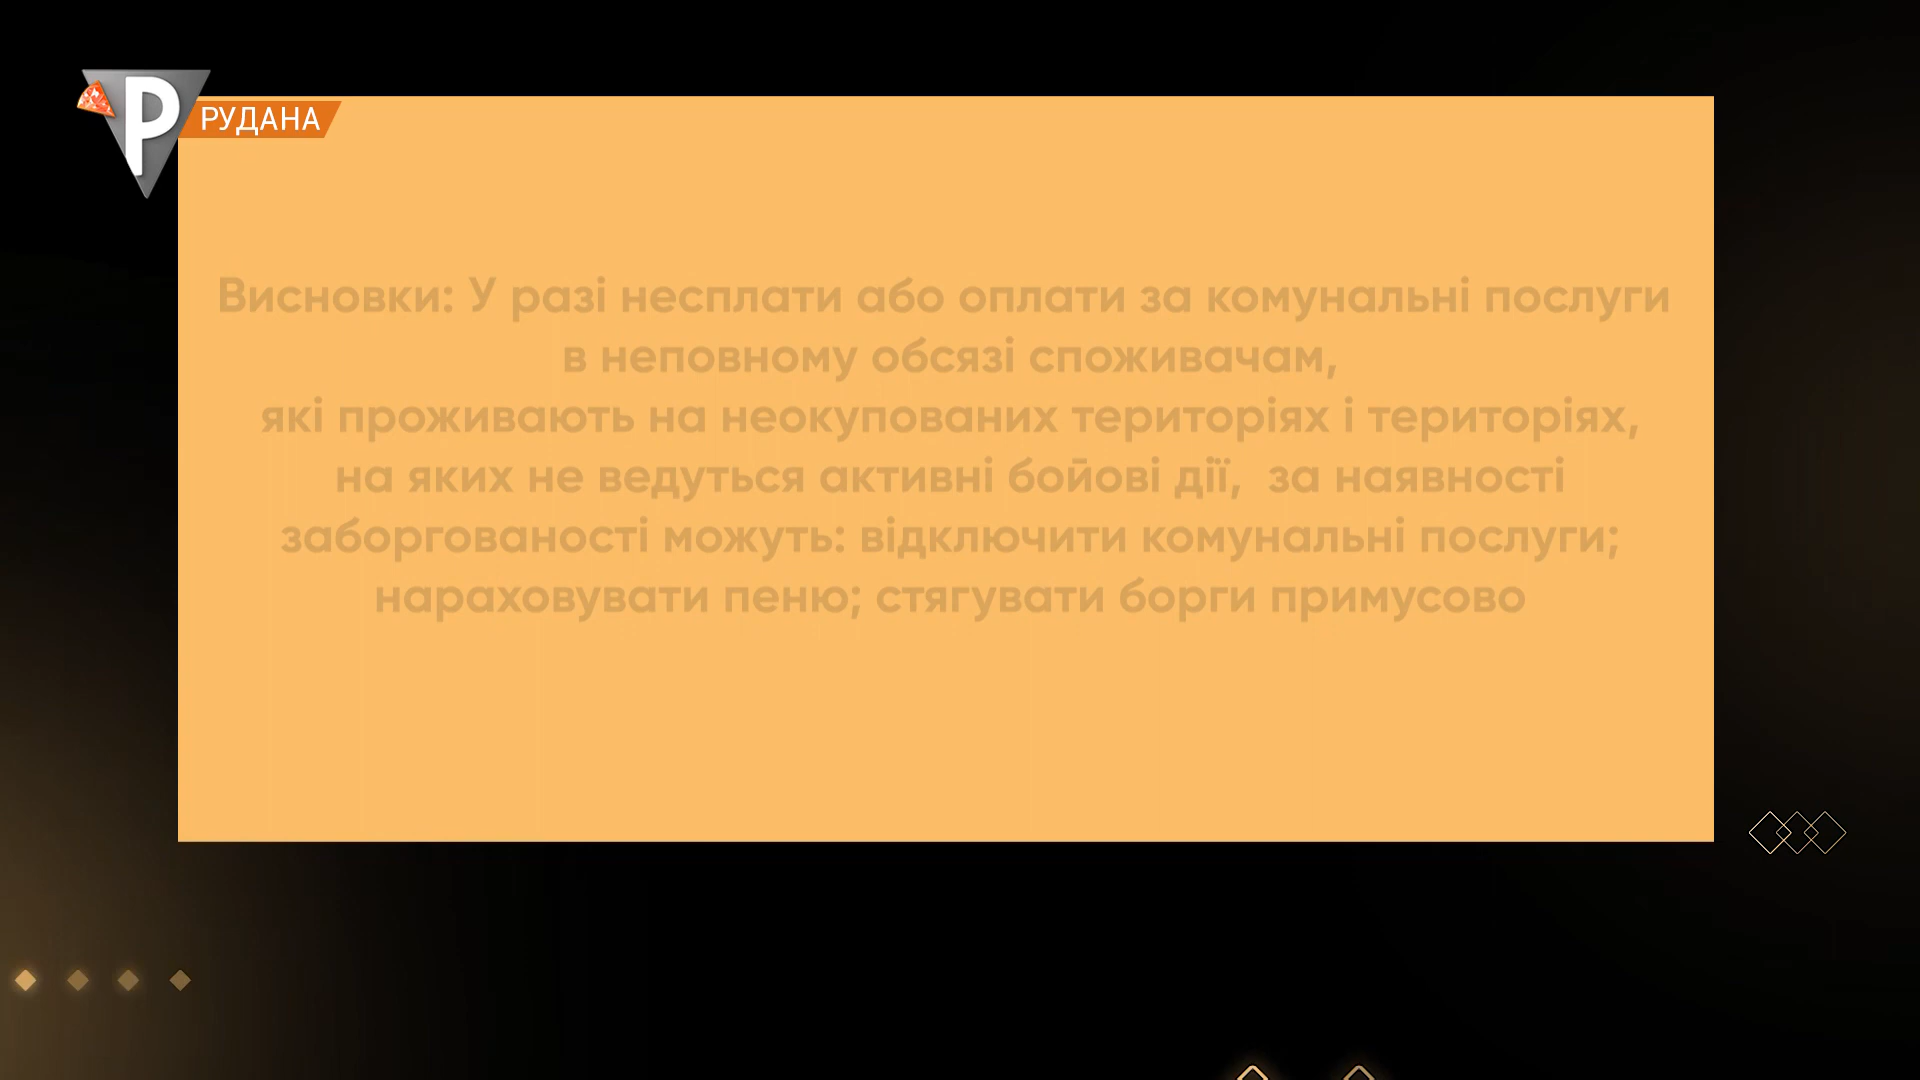 Р
РУДАНА
Висновки: У разі несплати або оплати за комунальні послуги
в неповному обсязі споживачам,
які проживають на неокупованих територіях і територіях,
на яких не ведуться активні бойові дії, за наявності
заборгованості можуть: відключити комунальні послуги;
нараховувати пеню; стягувати борги примусово